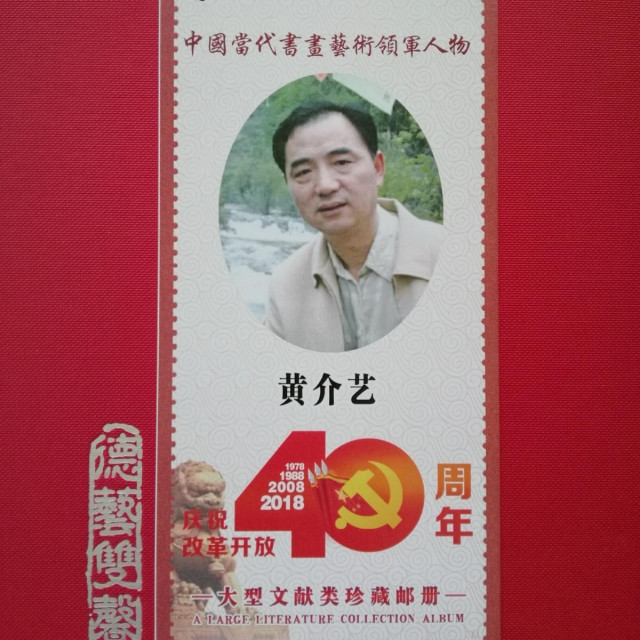 中國當代書畫藝術領軍人物
黄介艺
1978
1988
2008
2018
40
周年
庆祝
改革开放
德藝雙馨
大型文献类珍藏邮册
A LARGE LITERATURE COLLECTION ALBUM